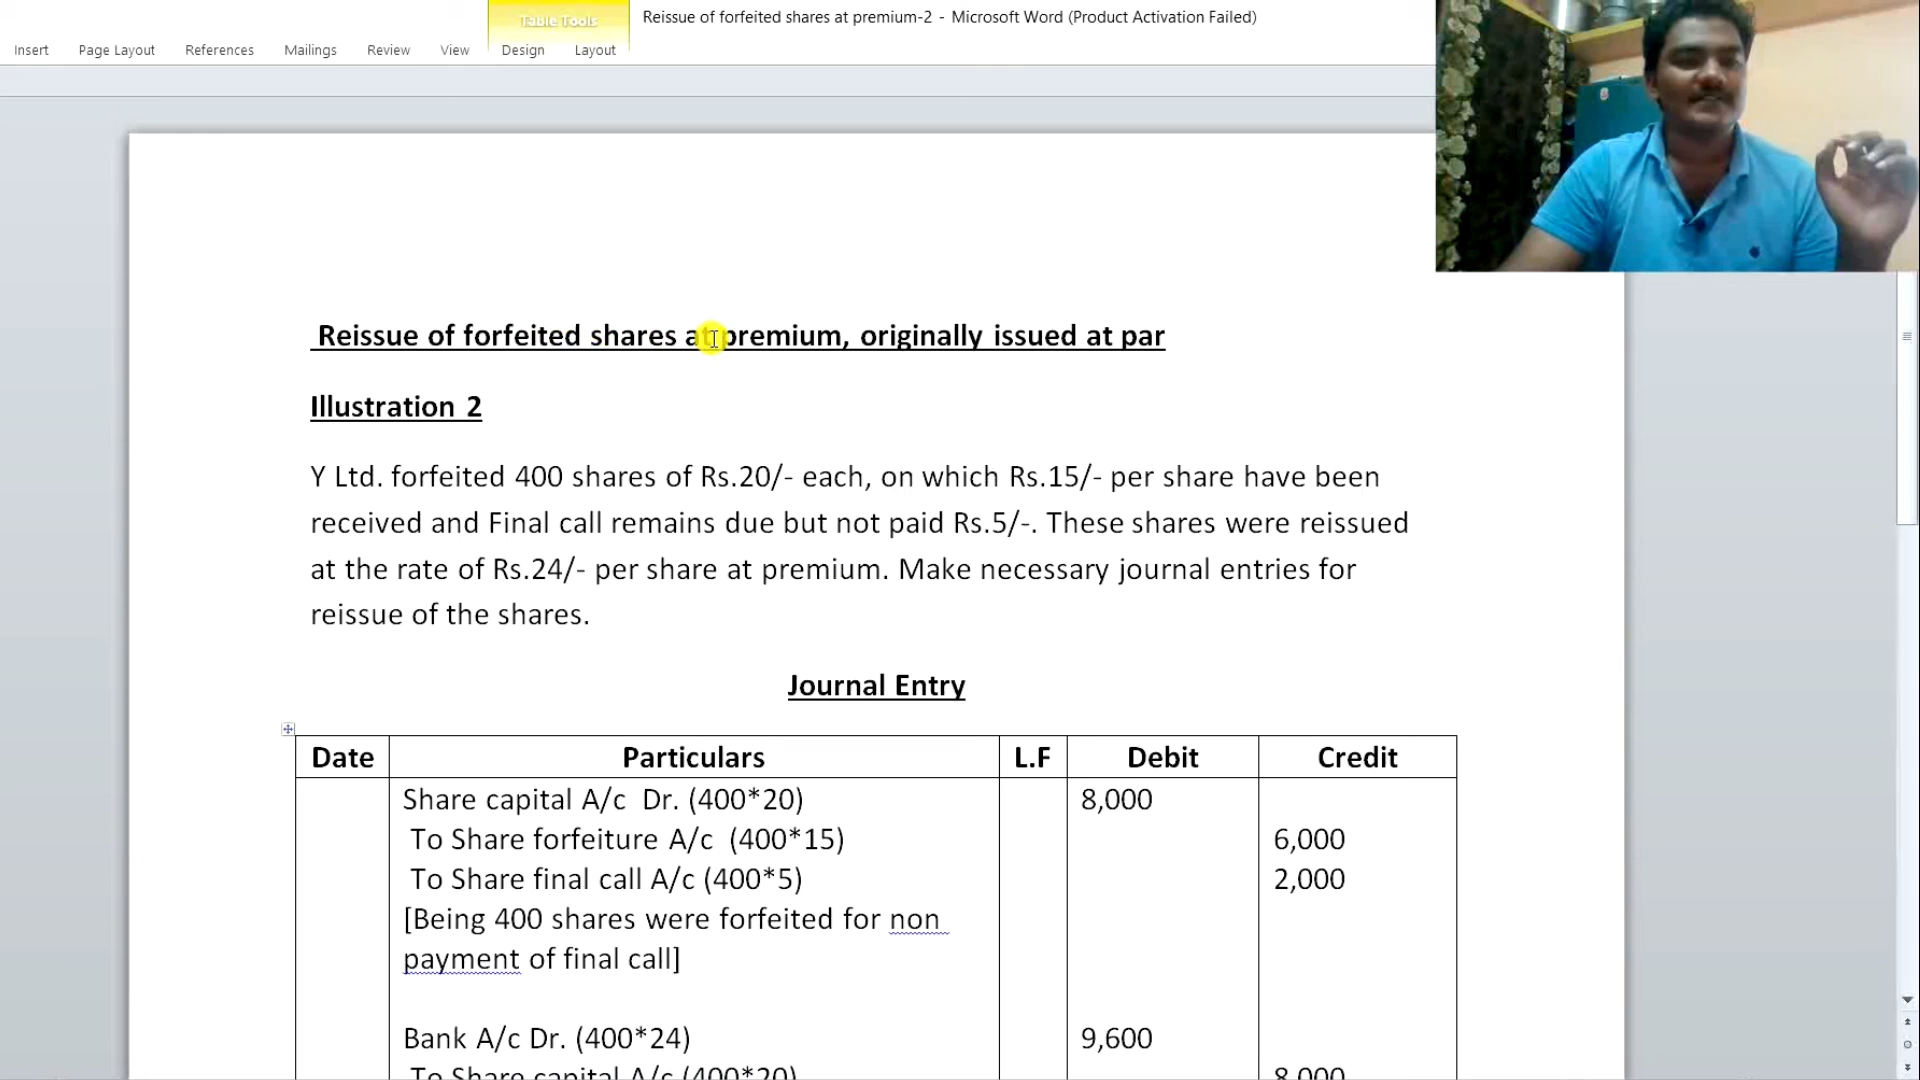 Table Tools
Reissue of forfeited shares at premium-2 - Microsoft Word (Product Activation Failed)
Insert Page Layout References Mailings Review View Design Layout
Reissue of forfeited shares at premium, originally issued at par
Illustration 2
Y Ltd. forfeited 400 shares of Rs.20/- each, on which Rs.15/- per share have been
received and Final call remains due but not paid Rs.5/-. These shares were reissued
at the rate of Rs.24/- per share at premium. Make necessary journal entries for
reissue of the shares.
Journal Entry
Date Particulars L.F Debit Credit
Share capital A/c Dr. (400*20) 8,000
To Share forfeiture A/c (400*15) 6,000
To Share final call A/c (400*5) 2,000
[Being 400 shares were forfeited for non
payment of final call]
Bank A/c Dr. (400*24) 9,600
To Share capital A/c (400*20) 8,000